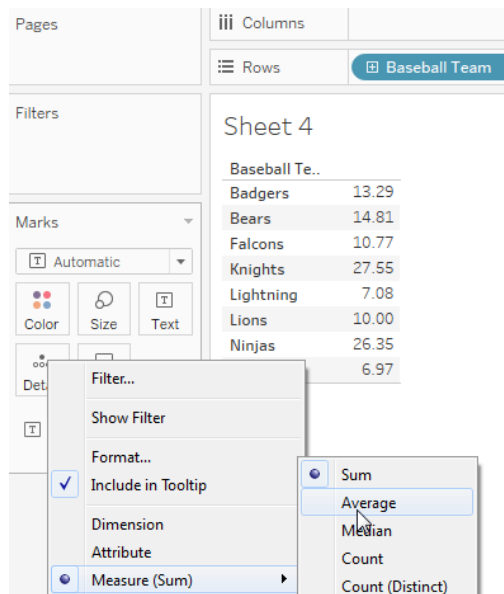 Pages
iii Columns
Rows
Baseball Team
Filters
Sheet 4
Baseball Te..
Badgers 13.29
Bears 14.81
Falcons 10.77
Knights 27.55
Lightning 7.08
Lions 10.00
Ninjas 26.35
6.97
Marks
T Automatic
T
Color Size Text
Det
T
Filter...
Show Filter
Format...
Include in Tooltip
Dimension
Attribute
Measure (Sum)
Sum
Average
Median
Count
Count (Distinct)